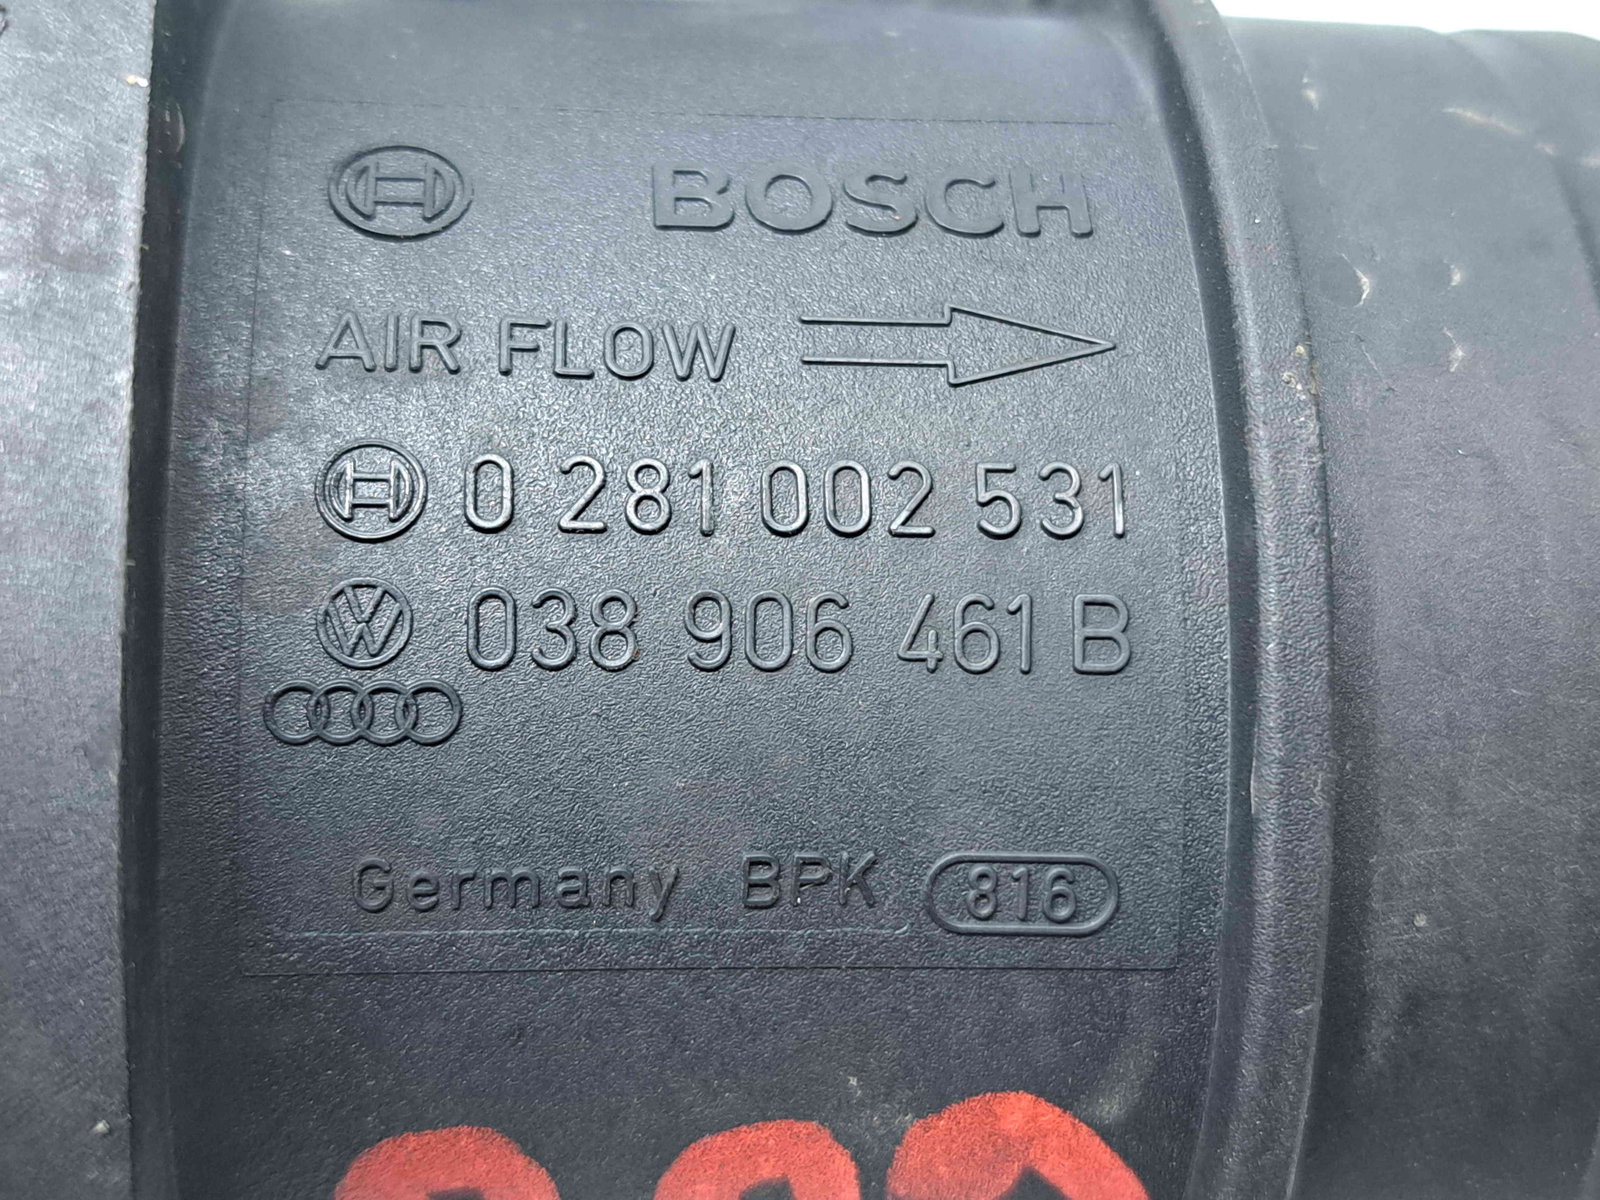 BOSCH
AIR FLOW
0 281 002 531
038 906 461 B
Germany BPK 816